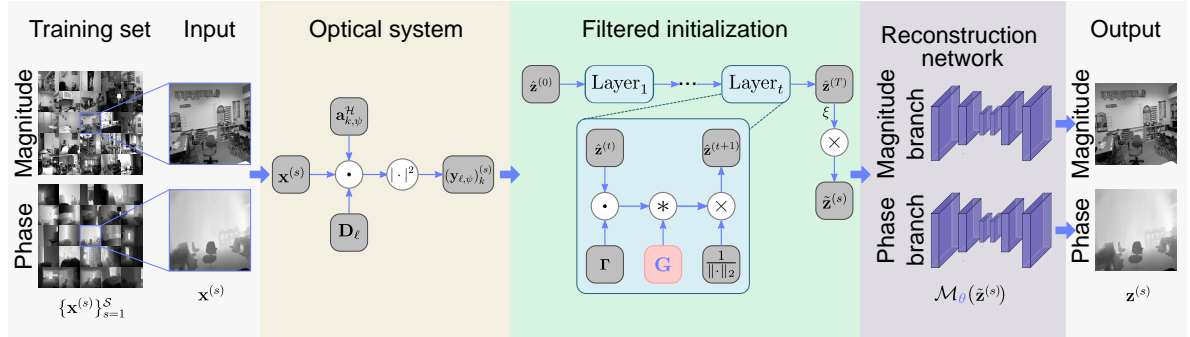 Training set
Input
Optical system
Filtered initialization
Reconstruction
network
Output
Magnitude
Phase
{x^(s)}_{s=1}^S
x^(s)
x^(s)
a_{k,ψ}^H
·
|·|²
(y_{ℓ,ψ})_k^(s)
D_ℓ
ẑ^(0)
Layer_1
···
Layer_t
ẑ^(T)
ξ
×
z̃^(s)
ẑ^(t)
ẑ^(t+1)
·
*
×
Γ
G
1/‖·‖_2
Magnitude
branch
Phase
branch
M_θ(z̃^(s))
Magnitude
Phase
z^(s)